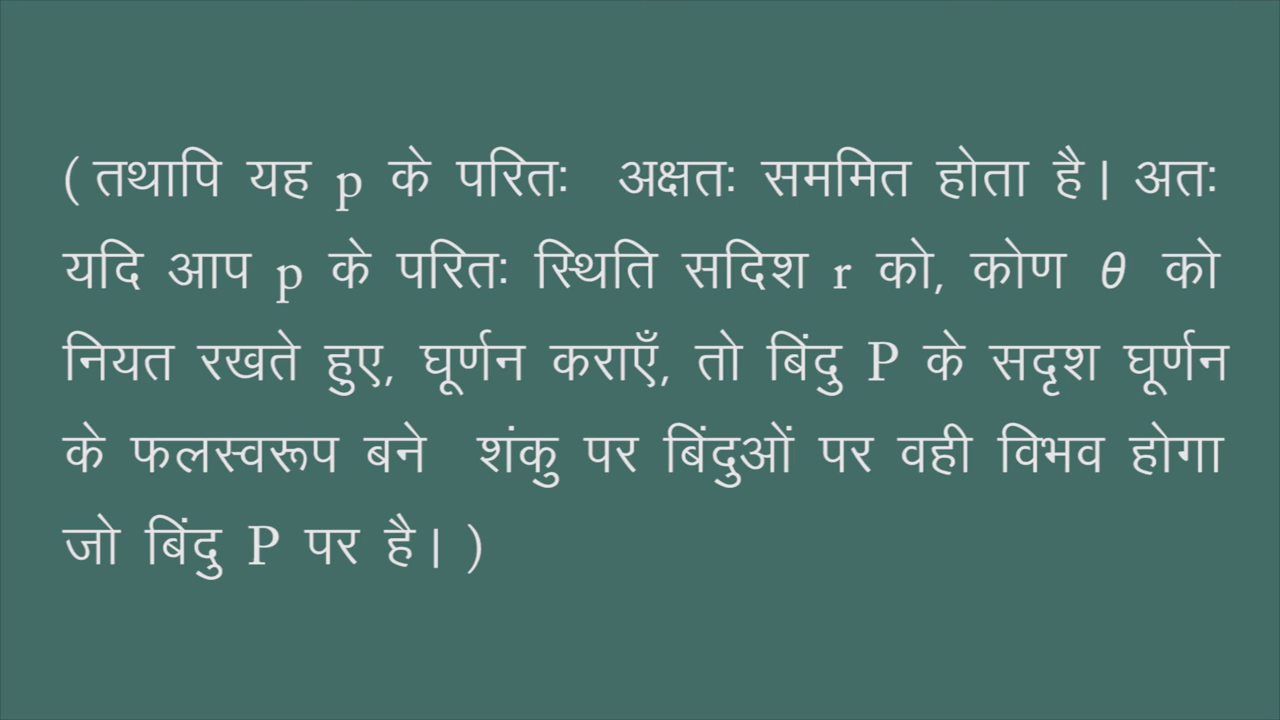 ( तथापि यह p के परितः अक्षतः सममित होता है। अतः
यदि आप p के परितः स्थिति सदिश r को, कोण θ को
नियत रखते हुए, घूर्णन कराएँ, तो बिंदु P के सदृश घूर्णन
के फलस्वरूप बने शंकु पर बिंदुओं पर वही विभव होगा
जो बिंदु P पर है। )